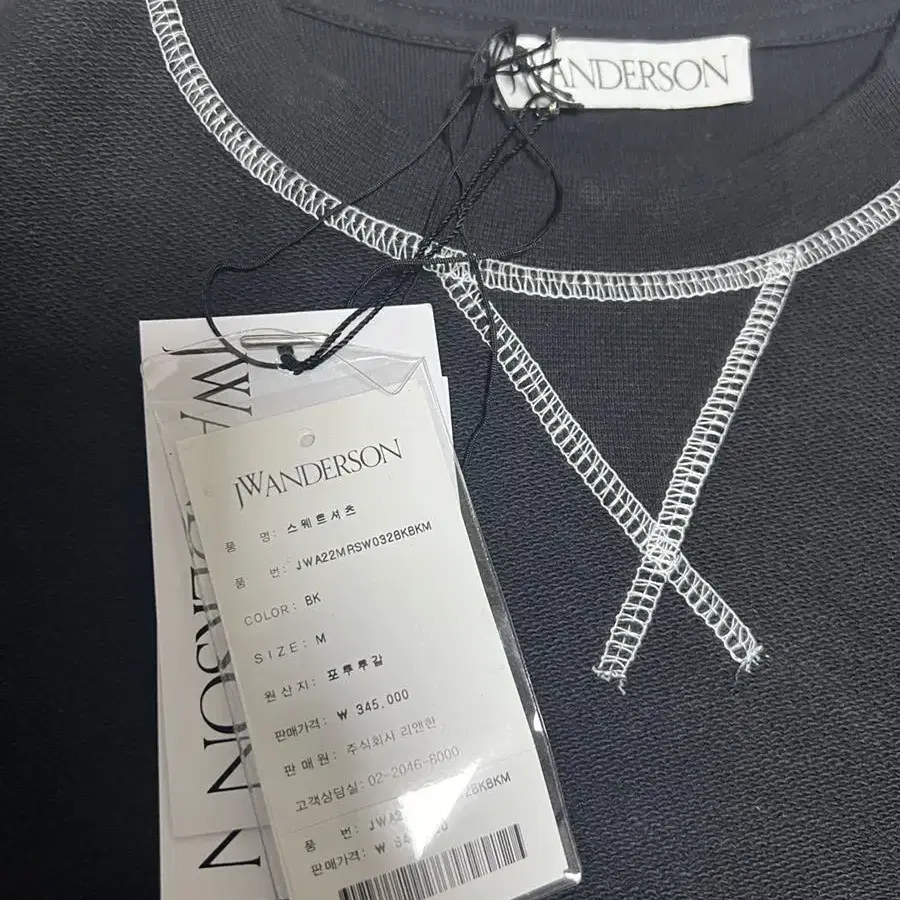 JWANDERSON
JWANDERSON
JWANDERSON
품 명: 스웨트셔츠
품 번: JWA22MRSW032BKBKM
COLOR: BK
SIZE: M
원산지: 포루투갈
판매가격: ₩ 345,000
판매원: 주식회사 리앤한
고객상담실: 02-2046-8000
품 번: JWA2 2BKBKM
판매가격: ₩